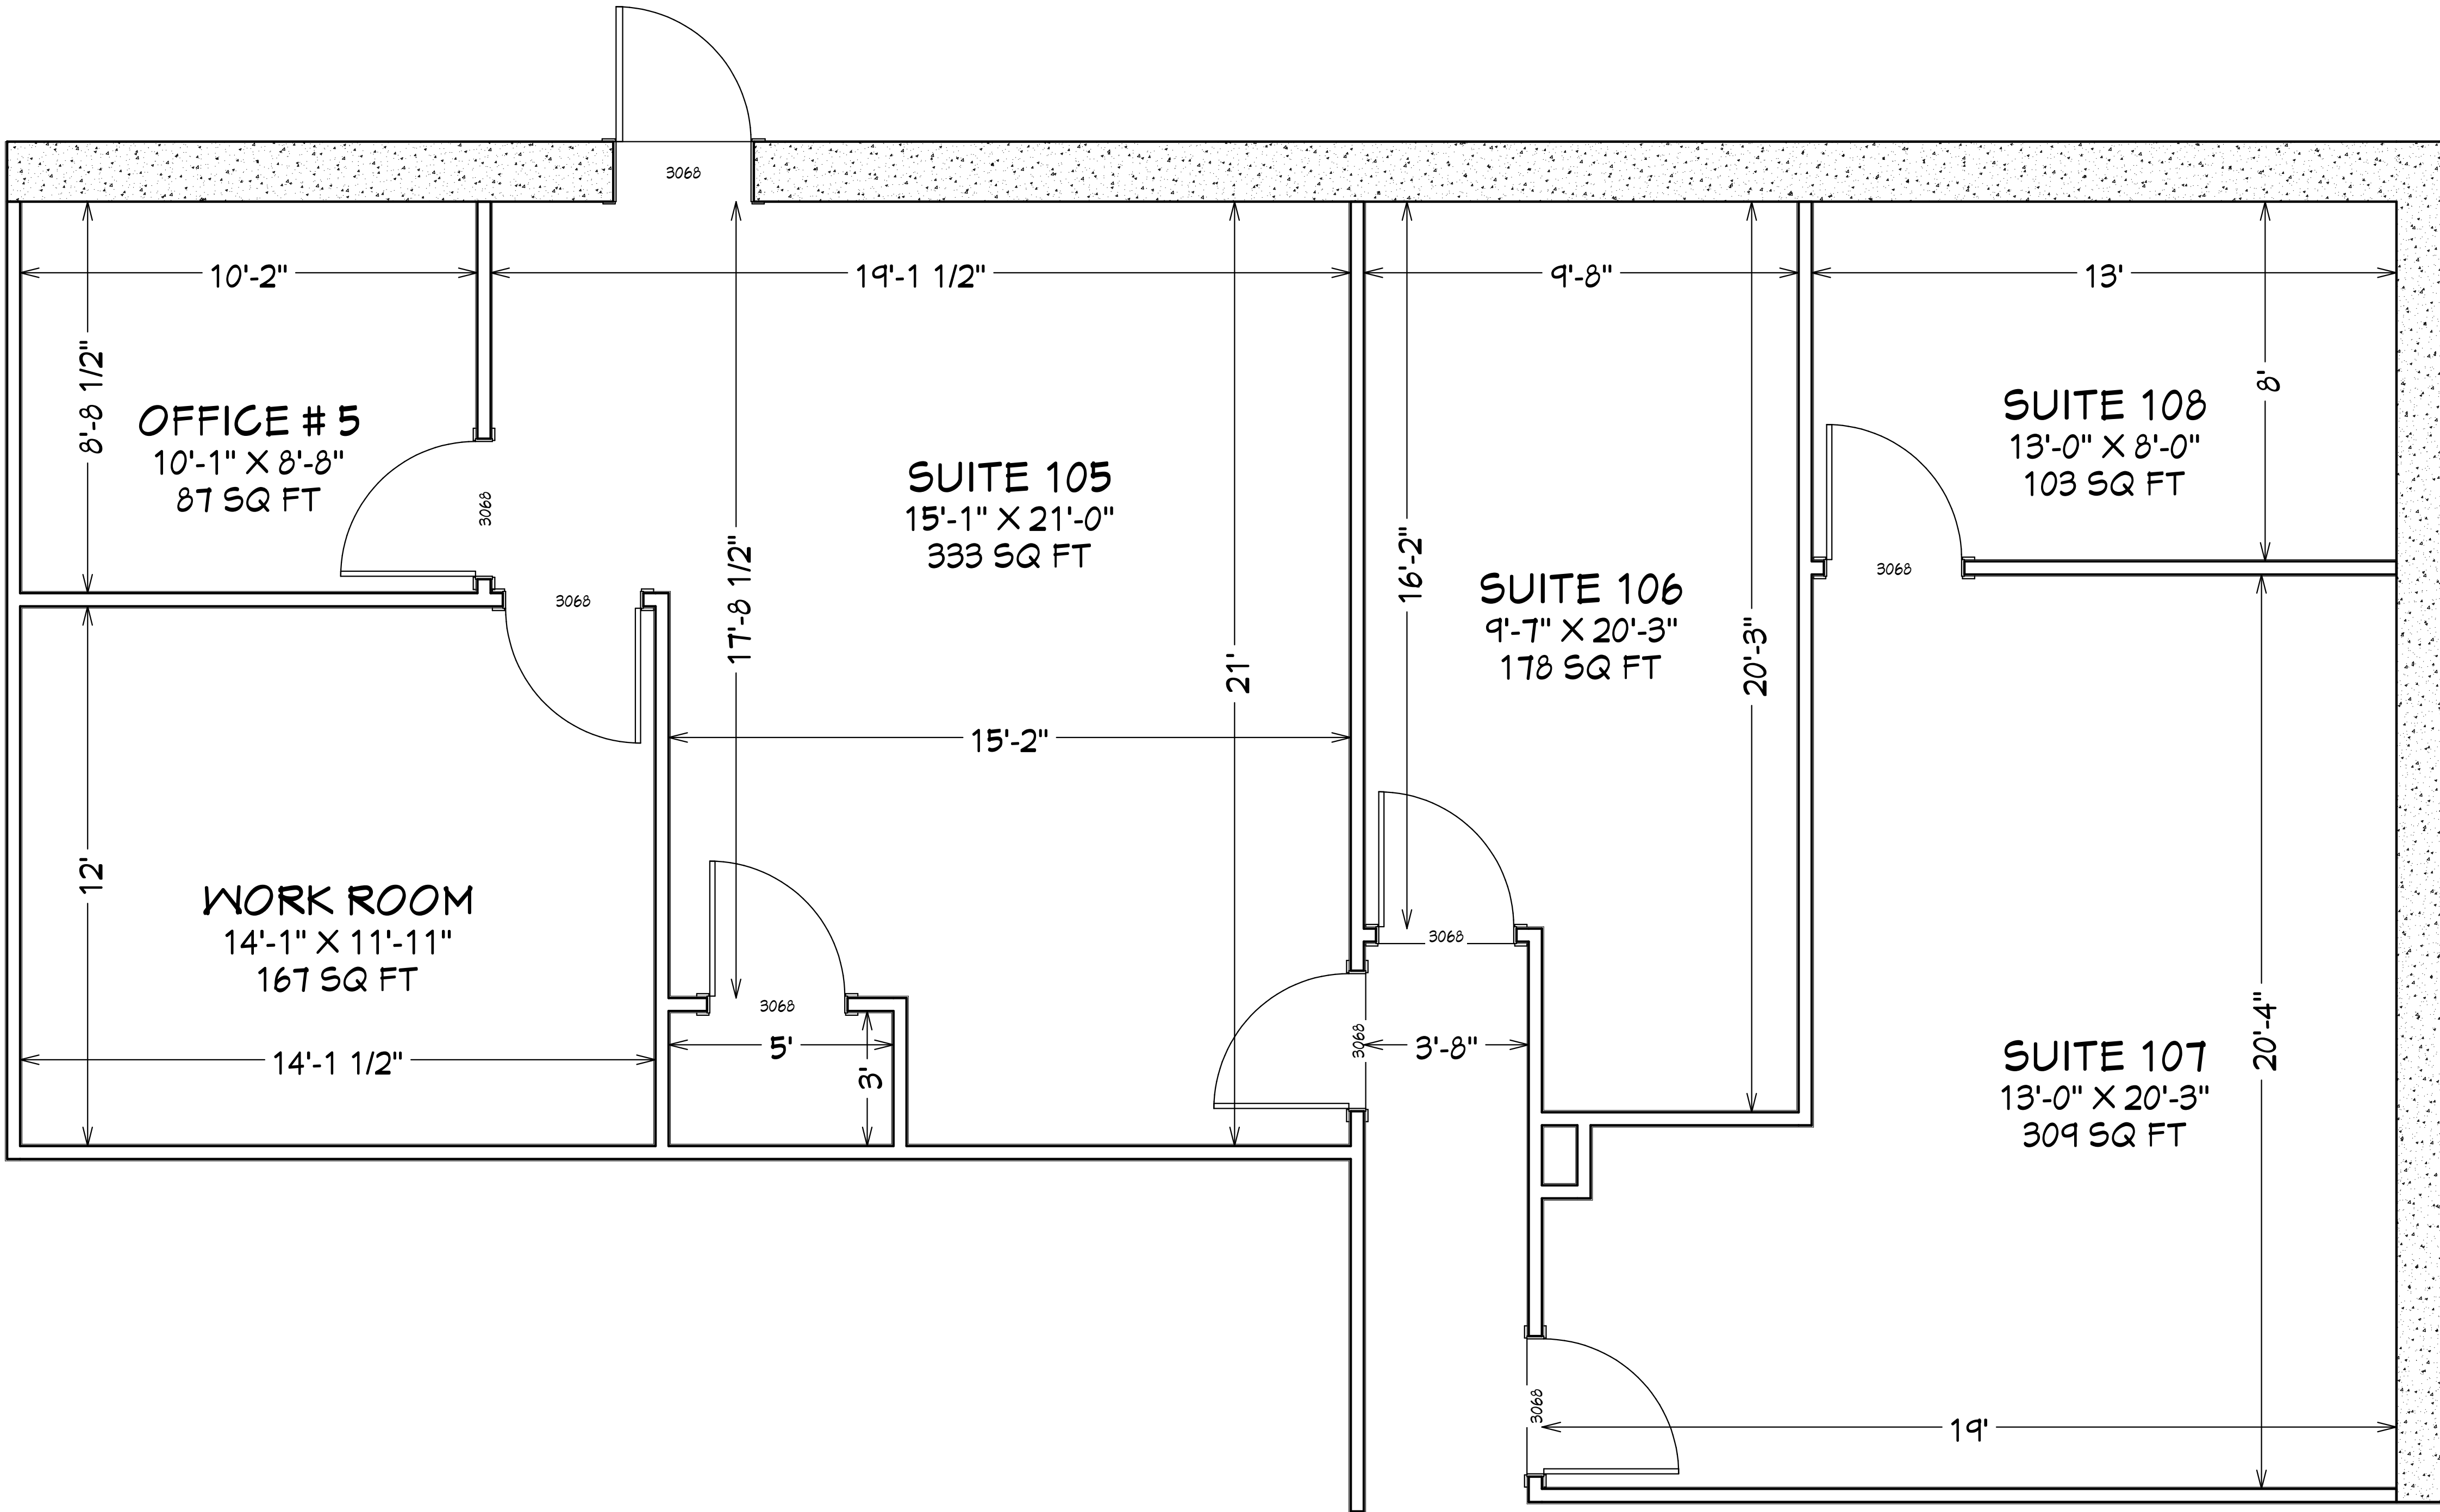 3068
10'-2"
19'-1 1/2"
9'-8"
13'
8'-8 1/2"
OFFICE # 5
10'-1" X 8'-8"
87 SQ FT
3068
3068
17'-8 1/2"
SUITE 105
15'-1" X 21'-0"
333 SQ FT
21'
15'-2"
16'-2"
SUITE 106
9'-7" X 20'-3"
178 SQ FT
20'-3"
SUITE 108
13'-0" X 8'-0"
103 SQ FT
8'
3068
12'
WORK ROOM
14'-1" X 11'-11"
167 SQ FT
14'-1 1/2"
3068
5'
3'
3068
3068
3'-8"
SUITE 107
13'-0" X 20'-3"
309 SQ FT
20'-4"
3068
19'